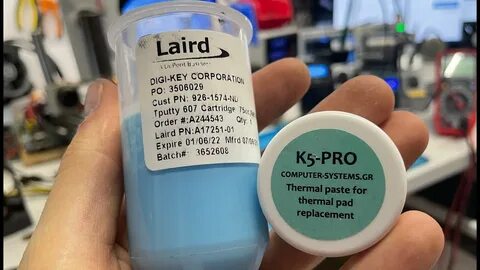 Laird
A DuPont Business
DIGI-KEY CORPORATION
PO: 3506029
Cust PN: 926-1574-ND
Tputty 607 Cartridge 75cc
Order #:A244543 Qty:
Laird PN:A17251-01
Expire 01/06/22 Mfrd
Batch# 3652608
K5-PRO
COMPUTER-SYSTEMS.GR
Thermal paste for
thermal pad
replacement